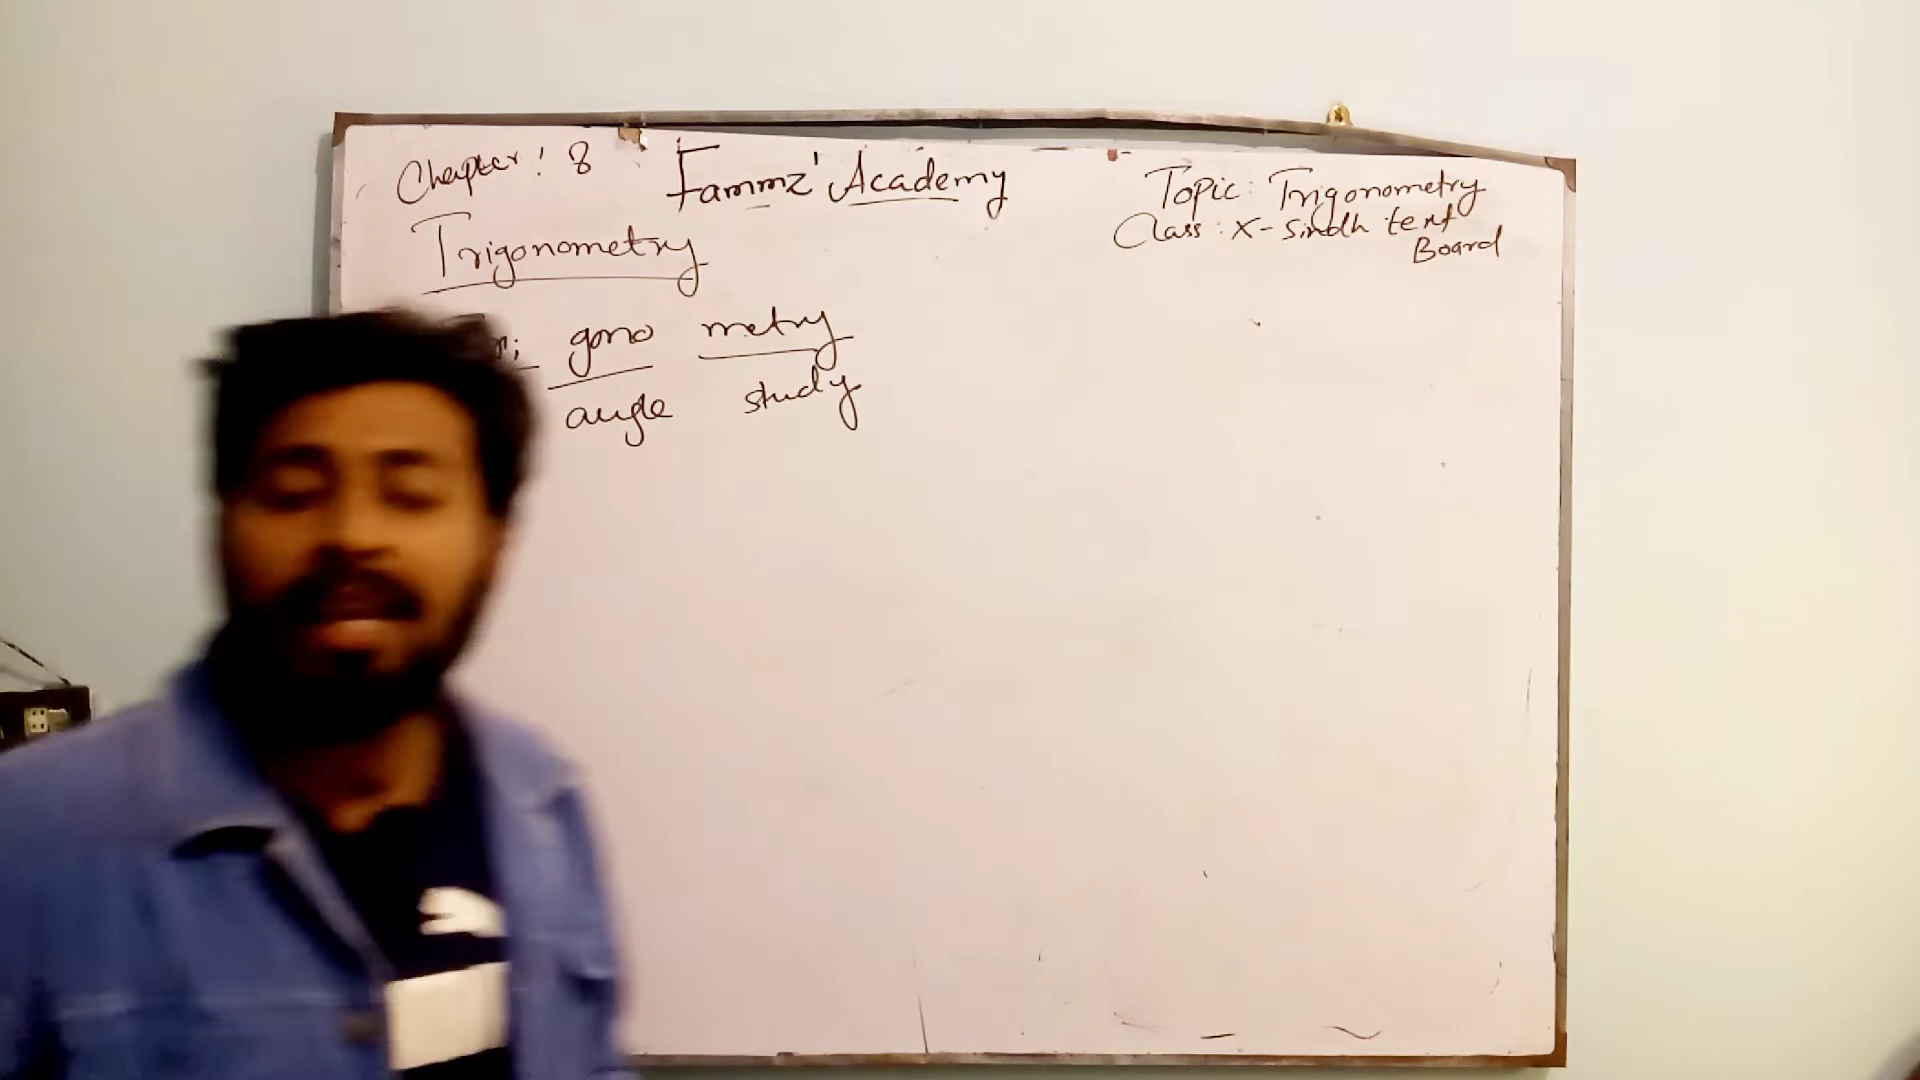 Chapter: 8
Fammz' Academy
Topic: Trigonometry
Class: X- Sindh text
Board
Trigonometry
gono metry
angle study